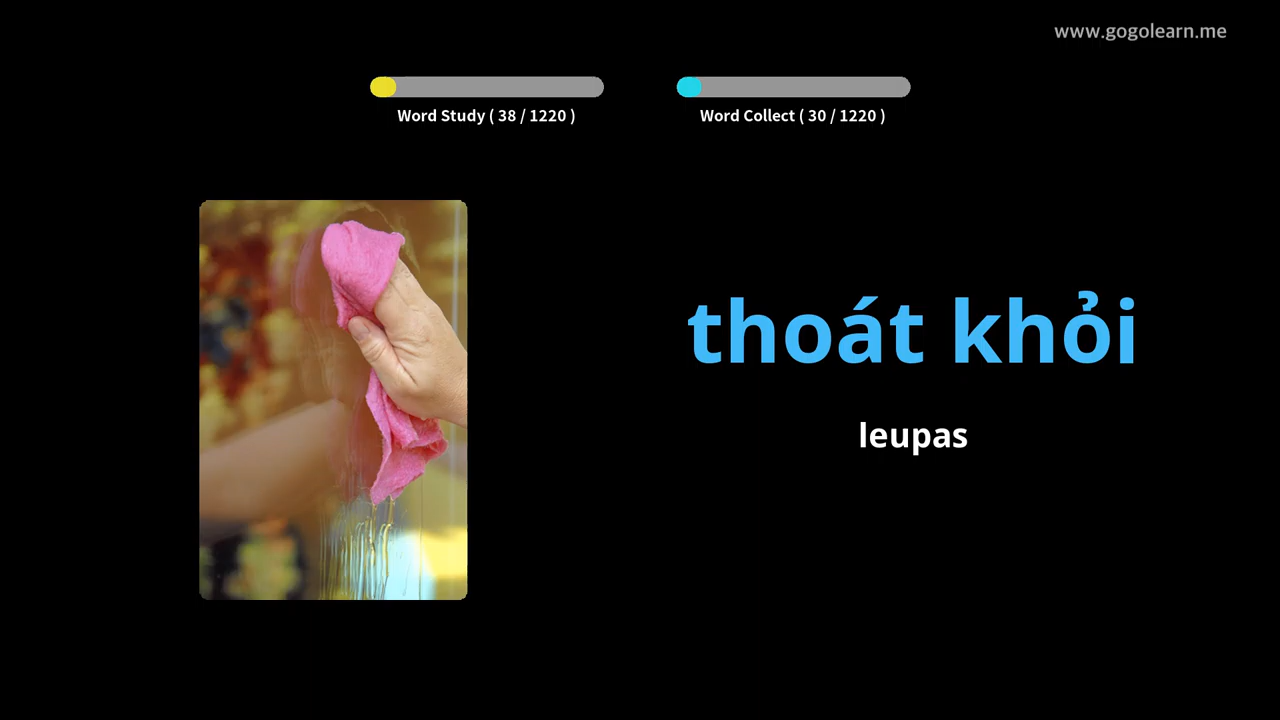 www.gogolearn.me
Word Study ( 38 / 1220 )
Word Collect ( 30 / 1220 )
thoát khỏi
leupas